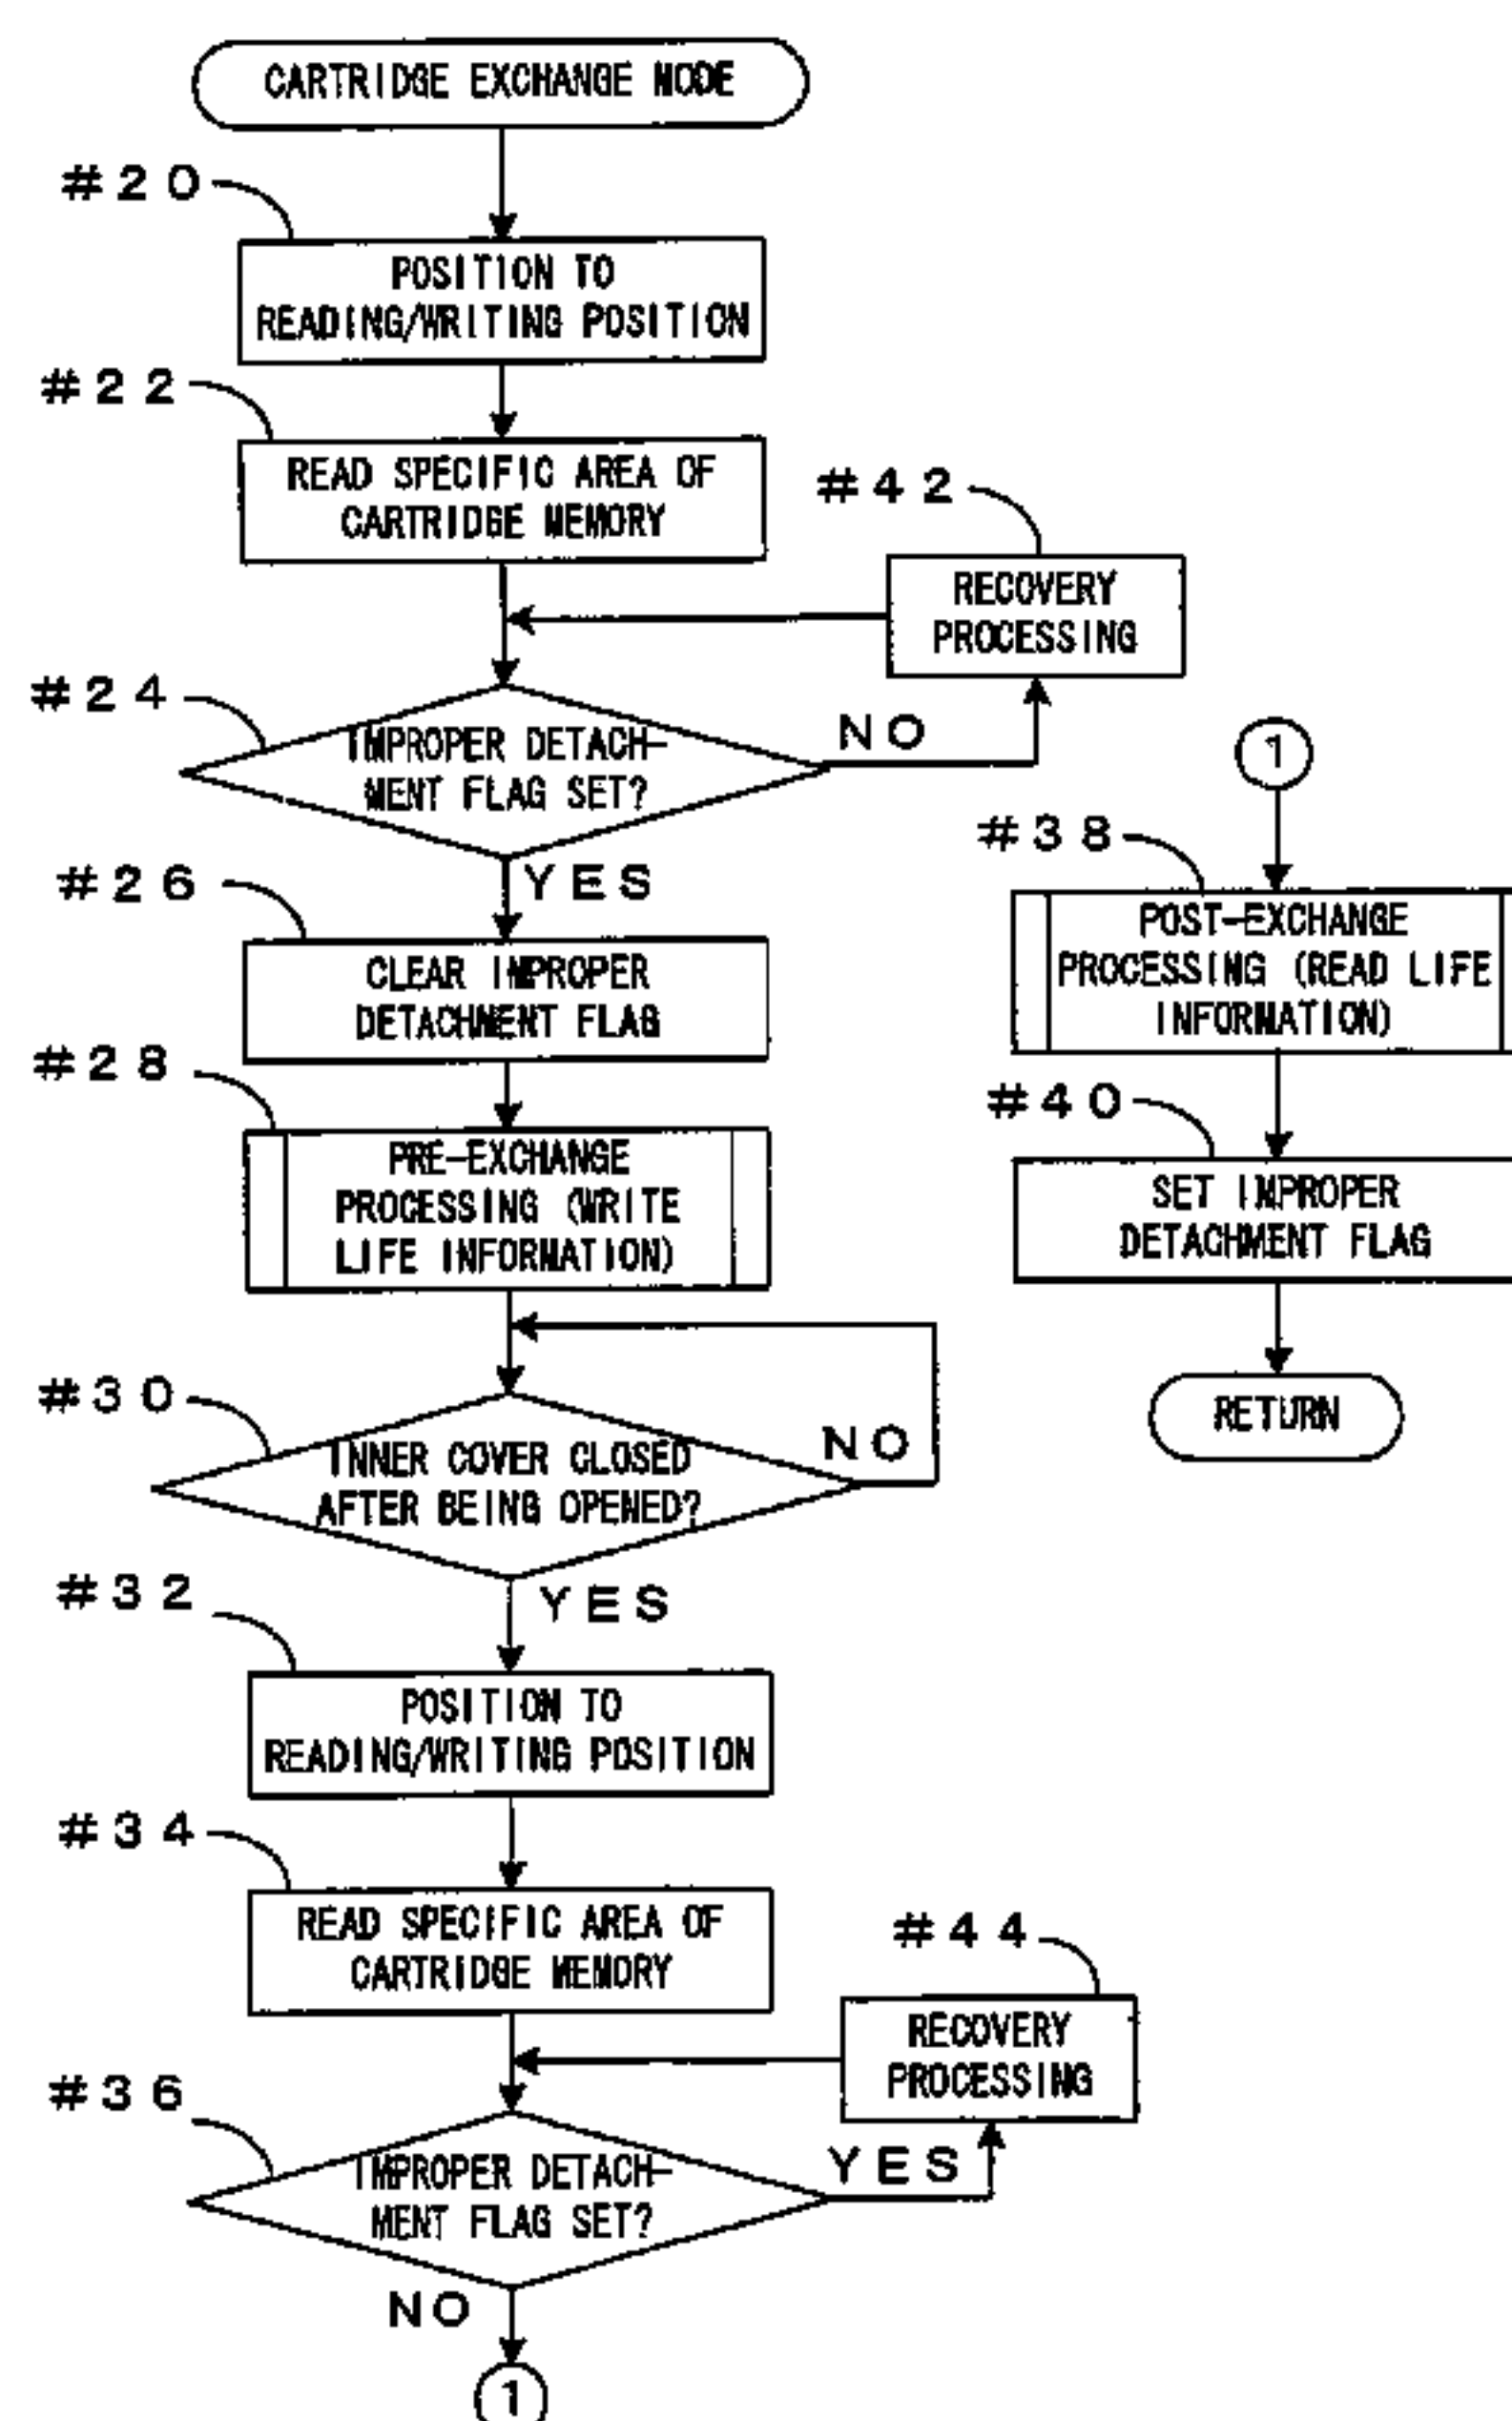 CARTRIDGE EXCHANGE MODE
#20
POSITION TO
READING/WRITING POSITION
#22
READ SPECIFIC AREA OF
CARTRIDGE MEMORY
#42
RECOVERY
PROCESSING
#24
IMPROPER DETACH-
MENT FLAG SET?
NO
YES
#26
CLEAR IMPROPER
DETACHMENT FLAG
#28
PRE-EXCHANGE
PROCESSING (WRITE
LIFE INFORMATION)
#30
INNER COVER CLOSED
AFTER BEING OPENED?
NO
YES
#32
POSITION TO
READING/WRITING POSITION
#34
READ SPECIFIC AREA OF
CARTRIDGE MEMORY
#44
RECOVERY
PROCESSING
#36
IMPROPER DETACH-
MENT FLAG SET?
YES
NO
1
1
#38
POST-EXCHANGE
PROCESSING (READ LIFE
INFORMATION)
#40
SET IMPROPER
DETACHMENT FLAG
RETURN